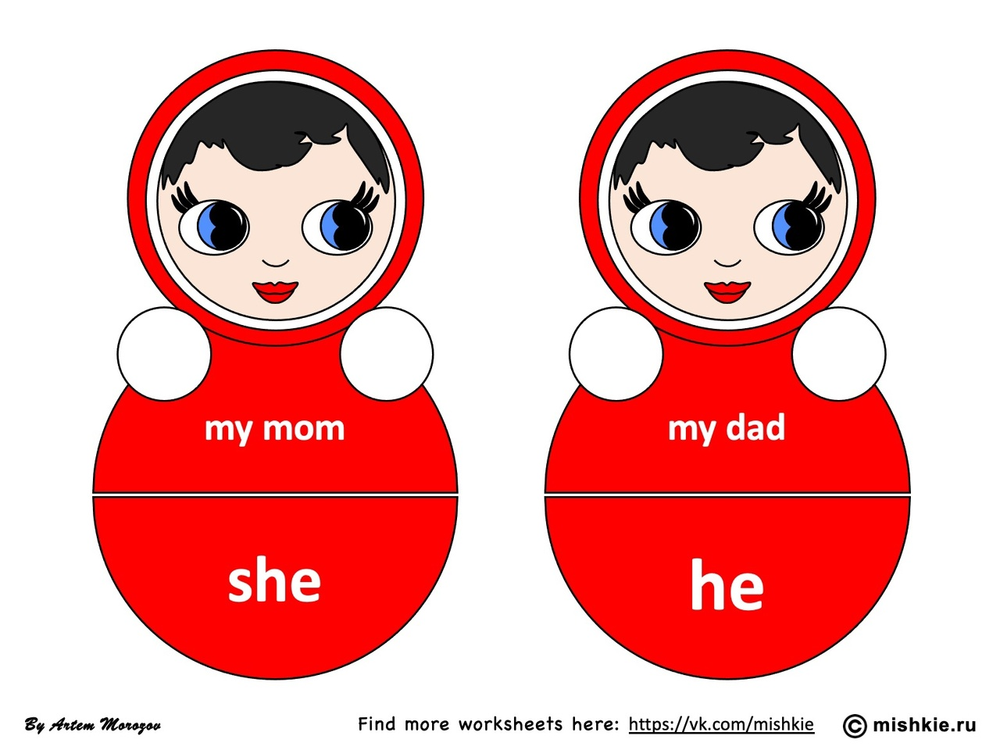 my mom
she
my dad
he
By Artem Morozov
Find more worksheets here: https://vk.com/mishkie
© mishkie.ru